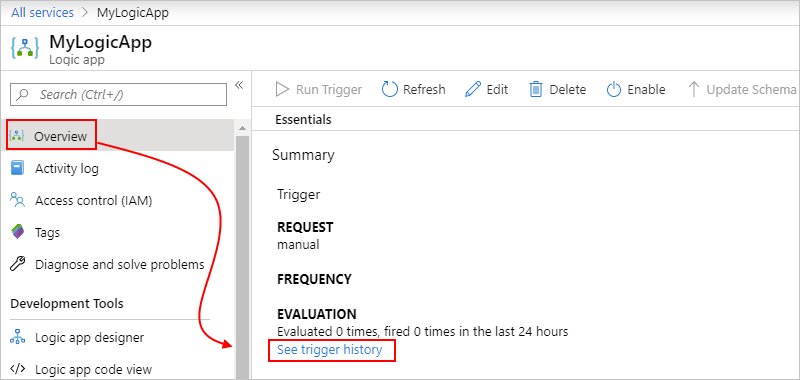 All services > MyLogicApp
MyLogicApp
Logic app
Search (Ctrl+/)
Overview
Activity log
Access control (IAM)
Tags
Diagnose and solve problems
Development Tools
Logic app designer
Logic app code view
Run Trigger Refresh Edit Delete Enable Update Schema
Essentials
Summary
Trigger
REQUEST
manual
FREQUENCY
EVALUATION
Evaluated 0 times, fired 0 times in the last 24 hours
See trigger history